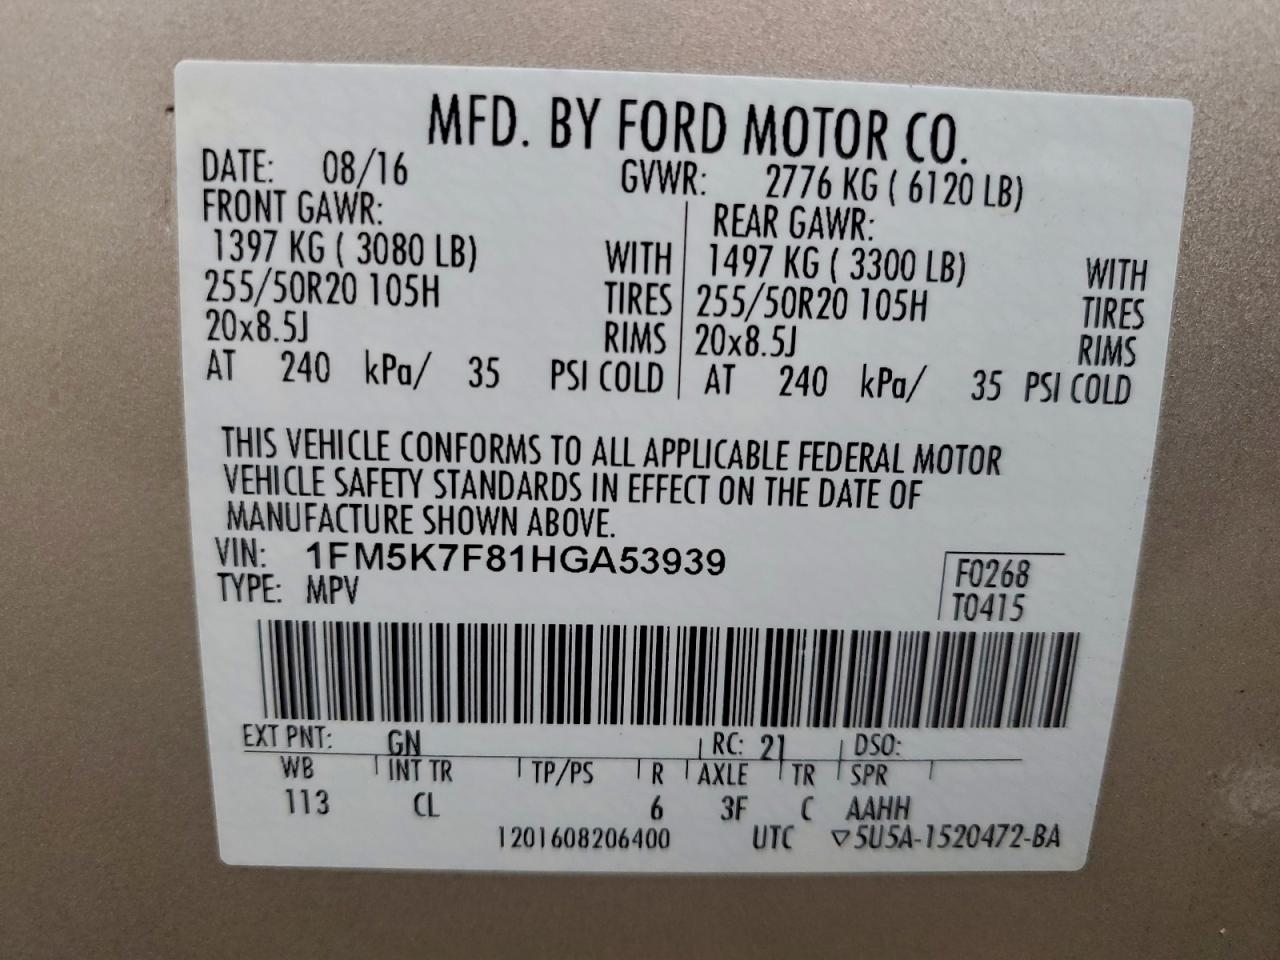 MFD. BY FORD MOTOR CO.
DATE: 08/16 GVWR: 2776 KG ( 6120 LB)
FRONT GAWR: REAR GAWR:
1397 KG ( 3080 LB) WITH 1497 KG ( 3300 LB) WITH
255/50R20 105H TIRES 255/50R20 105H TIRES
20x8.5J RIMS 20x8.5J RIMS
AT 240 kPa/ 35 PSI COLD AT 240 kPa/ 35 PSI COLD
THIS VEHICLE CONFORMS TO ALL APPLICABLE FEDERAL MOTOR
VEHICLE SAFETY STANDARDS IN EFFECT ON THE DATE OF
MANUFACTURE SHOWN ABOVE.
VIN: 1FM5K7F81HGA53939
TYPE: MPV
F0268
T0415
EXT PNT: GN RC: 21 DSO:
WB INT TR TP/PS R AXLE TR SPR
113 CL 6 3F C AAHH
1201608206400 UTC ▽5U5A-1520472-BA